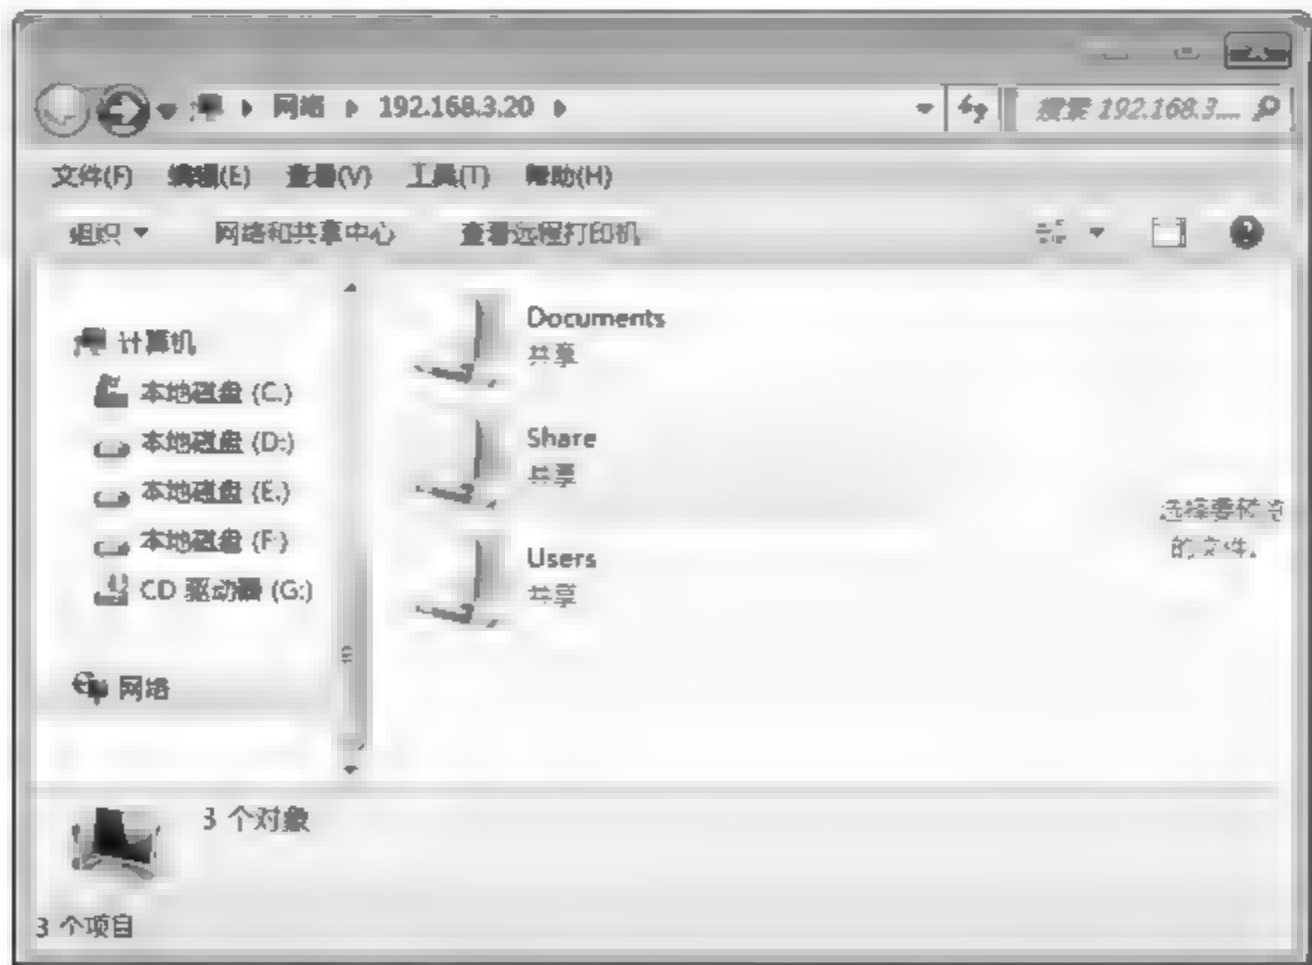 网络 192.168.3.20 搜索 192.168.3....
文件(F) 编辑(E) 查看(V) 工具(T) 帮助(H)
组织 网络和共享中心 查看远程打印机
计算机
本地磁盘 (C:)
本地磁盘 (D:)
本地磁盘 (E:)
本地磁盘 (F:)
CD 驱动器 (G:)
网络
Documents
共享
Share
共享
Users
共享
选择要预览
的文件。
3 个对象
3 个项目